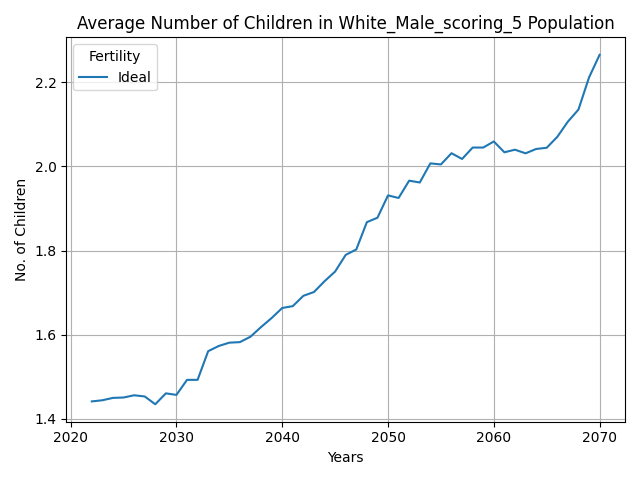 Average Number of Children in White_Male_scoring_5 Population
Fertility
Ideal
No. of Children
2.2
2.0
1.8
1.6
1.4
2020 2030 2040 2050 2060 2070
Years